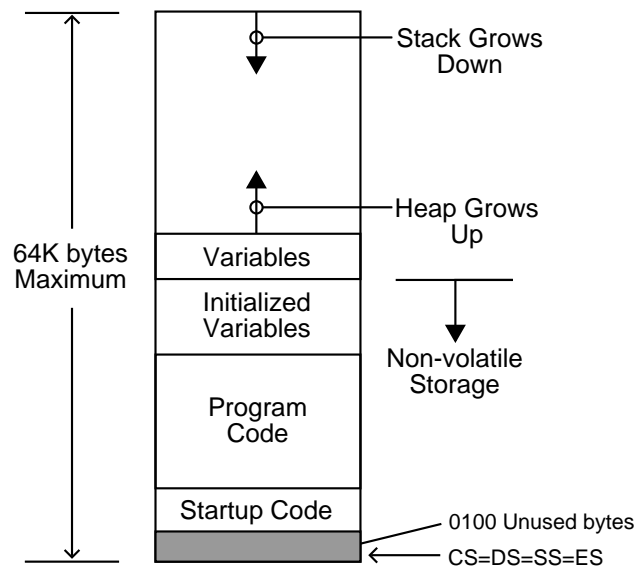 Stack Grows
Down
Heap Grows
Up
64K bytes
Maximum
Variables
Initialized
Variables
Non-volatile
Storage
Program
Code
Startup Code
0100 Unused bytes
CS=DS=SS=ES